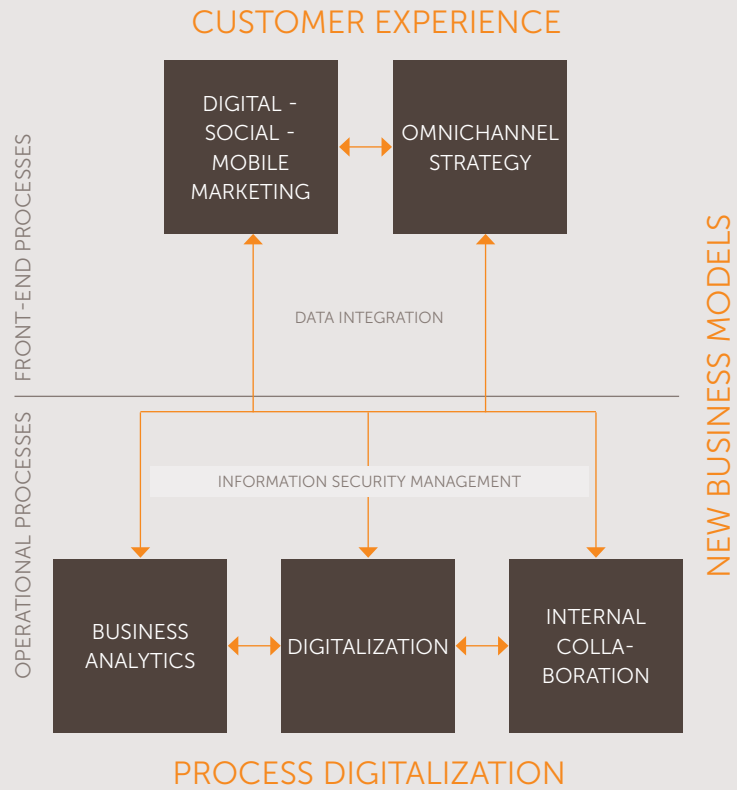 CUSTOMER EXPERIENCE
DIGITAL -
SOCIAL -
MOBILE
MARKETING
OMNICHANNEL
STRATEGY
FRONT-END PROCESSES
DATA INTEGRATION
NEW BUSINESS MODELS
OPERATIONAL PROCESSES
INFORMATION SECURITY MANAGEMENT
BUSINESS
ANALYTICS
DIGITALIZATION
INTERNAL
COLLA-
BORATION
PROCESS DIGITALIZATION